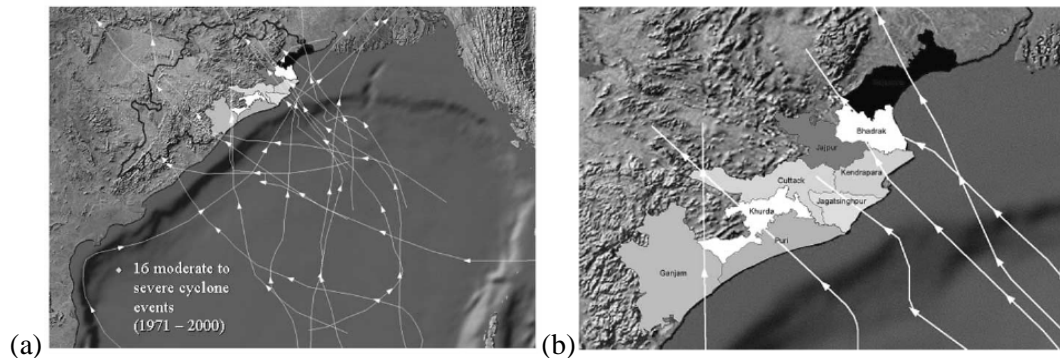 16 moderate to
severe cyclone
events
(1971 – 2000)
(a)
Bhadrak
Jajpur
Kendrapara
Cuttack
Jagatsinghpur
Khurda
Puri
Ganjam
(b)